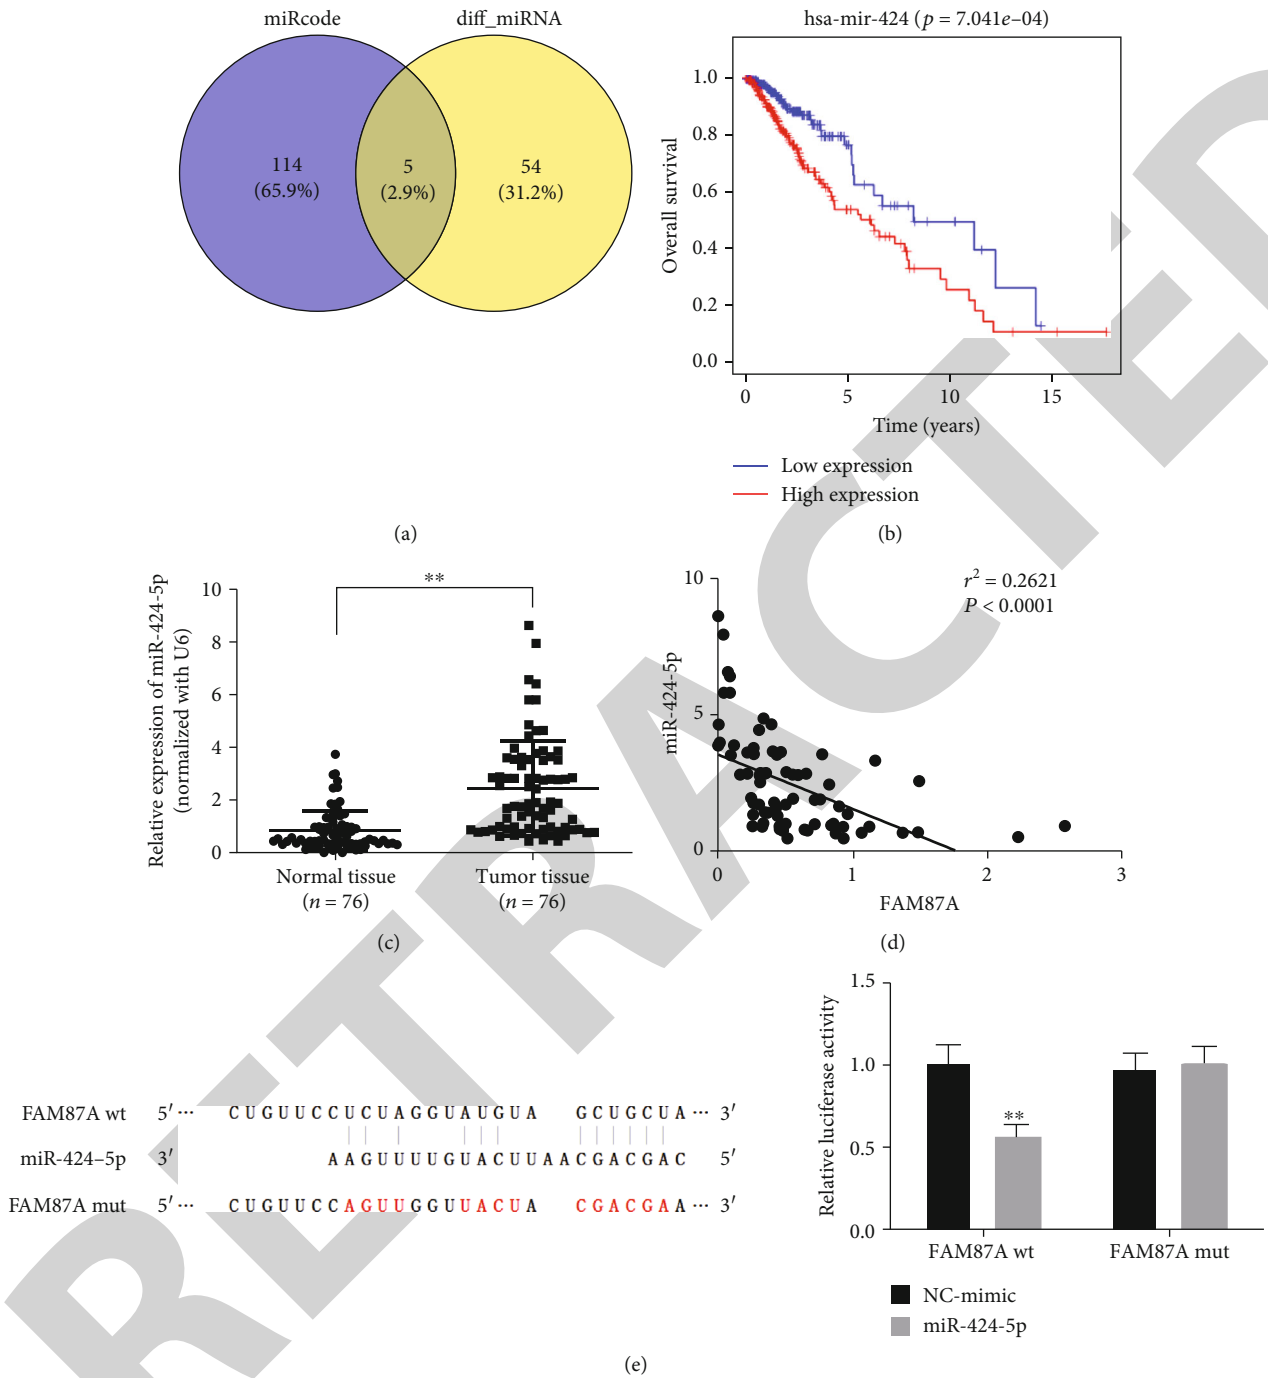 miRcode
diff_miRNA
114
(65.9%)
5
(2.9%)
54
(31.2%)
(a)
hsa-mir-424 (p = 7.041e–04)
Overall survival
1.0
0.8
0.6
0.4
0.2
0.0
0
5
10
15
Time (years)
Low expression
High expression
(b)
Relative expression of miR-424-5p
(normalized with U6)
10
8
6
4
2
0
**
Normal tissue
(n = 76)
Tumor tissue
(n = 76)
(c)
miR-424-5p
10
5
0
r² = 0.2621
P < 0.0001
0
1
2
3
FAM87A
(d)
FAM87A wt 5′ ··· CUGUUCCUCUAGGUAUGUA GCUGCUA ··· 3′
miR-424–5p 3′ AAGUUUUGUACUUAACGACGAC 5′
FAM87A mut 5′ ··· CUGUUCCAGUUGGUUACUA CGACGAA ··· 3′
Relative luciferase activity
1.5
1.0
0.5
0.0
**
FAM87A wt
FAM87A mut
NC-mimic
miR-424-5p
(e)
RETRACTED